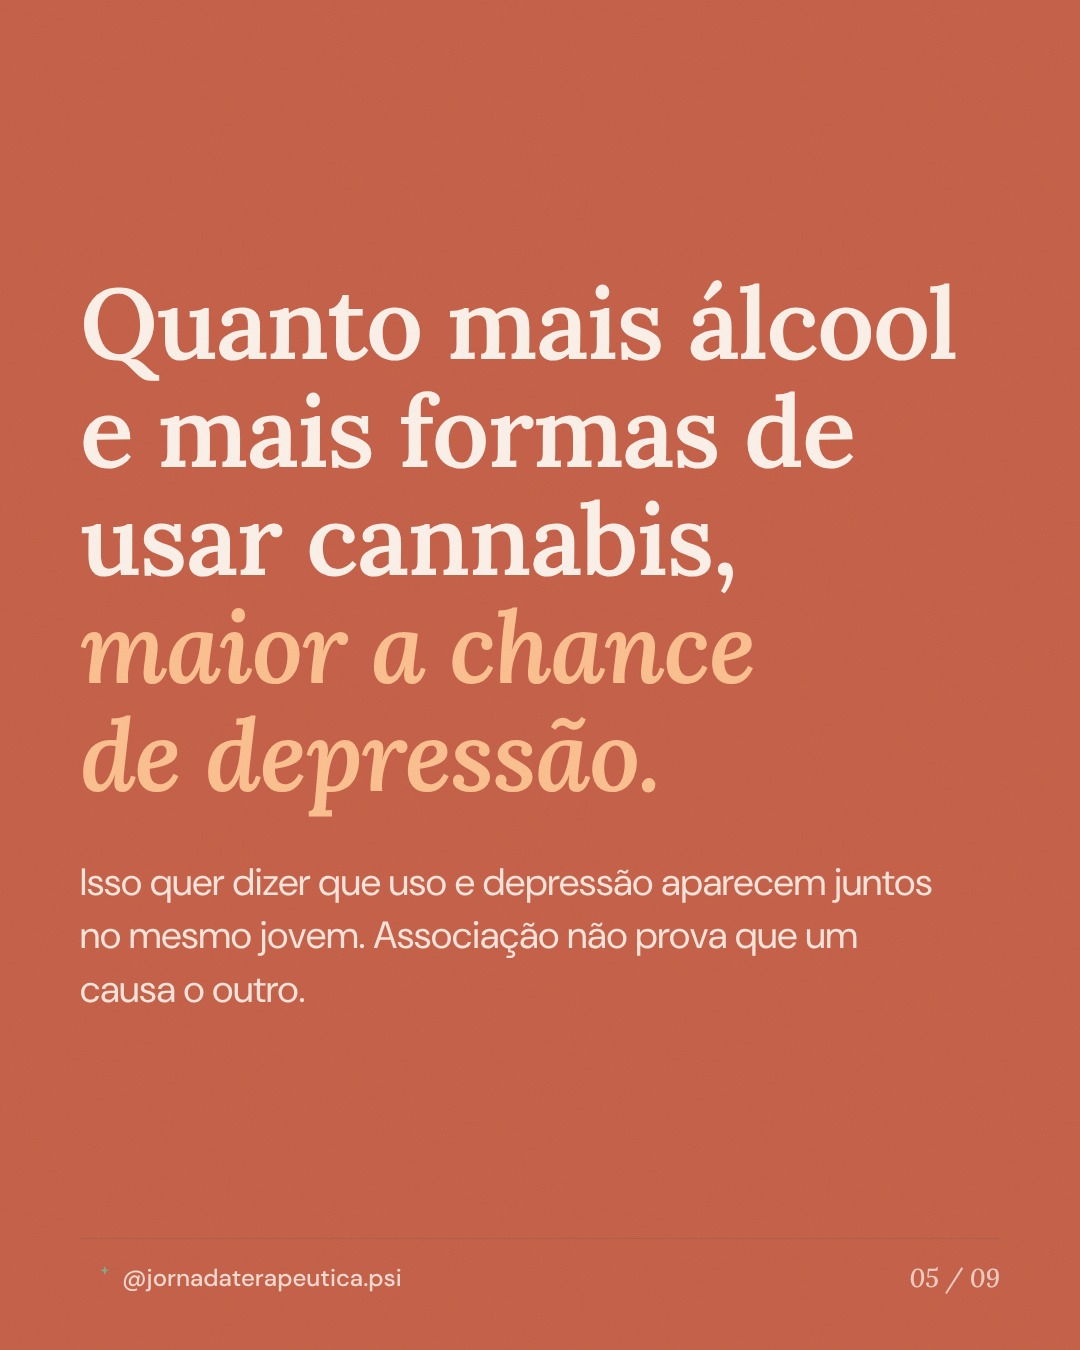 Quanto mais álcool
e mais formas de
usar cannabis,
maior a chance
de depressão.
Isso quer dizer que uso e depressão aparecem juntos
no mesmo jovem. Associação não prova que um
causa o outro.
@jornadaterapeutica.psi
05 / 09